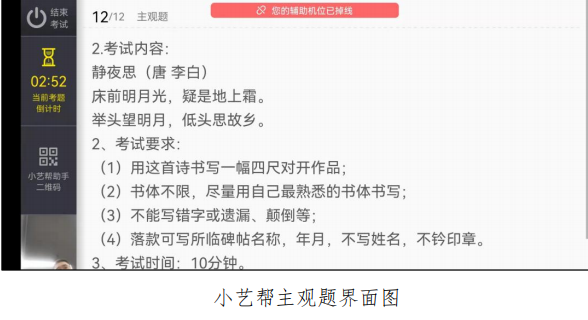 结束
考试
02:52
当前考题
倒计时
小艺帮助手
二维码
12/12 主观题
您的辅助机位已掉线
2.考试内容:
静夜思（唐 李白）
床前明月光，疑是地上霜。
举头望明月，低头思故乡。
2、考试要求：
（1）用这首诗书写一幅四尺对开作品；
（2）书体不限，尽量用自己最熟悉的书体书写；
（3）不能写错字或遗漏、颠倒等；
（4）落款可写所临碑帖名称，年月，不写姓名，不钤印章。
3、考试时间：10分钟。
小艺帮主观题界面图